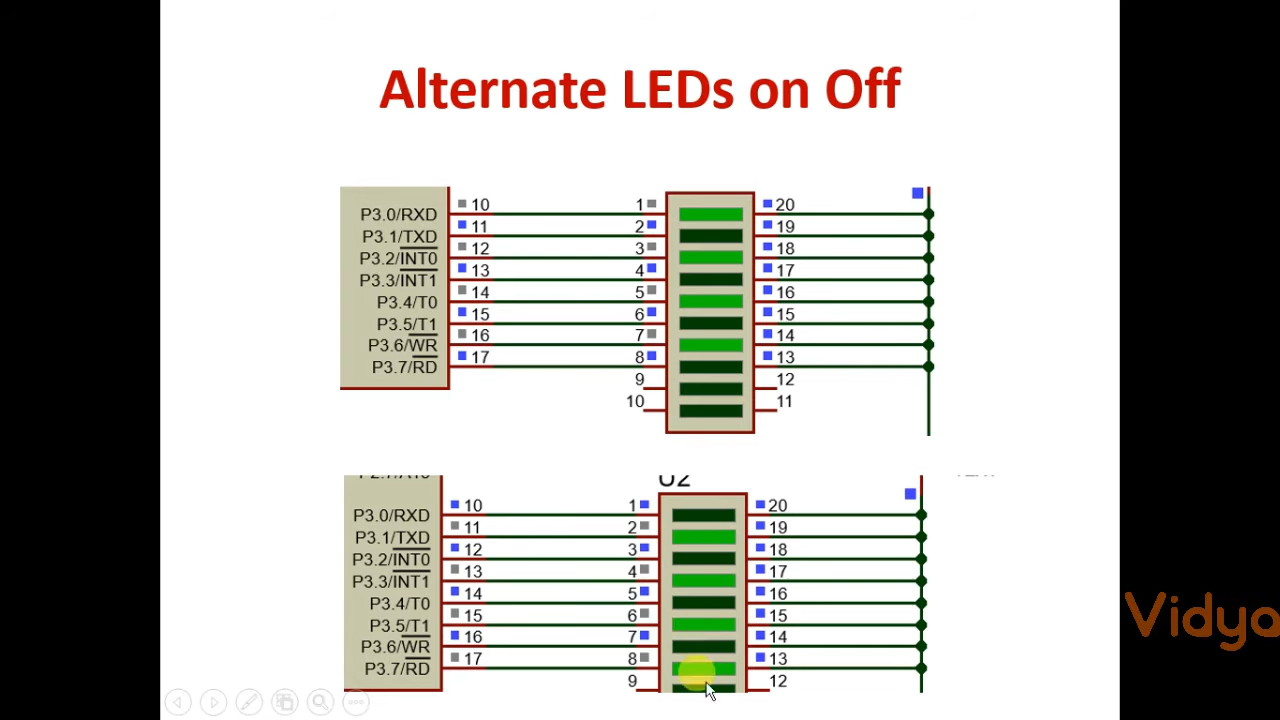 Alternate LEDs on Off
P3.0/RXD 10 1 20
P3.1/TXD 11 2 19
P3.2/INT0 12 3 18
P3.3/INT1 13 4 17
P3.4/T0 14 5 16
P3.5/T1 15 6 15
P3.6/WR 16 7 14
P3.7/RD 17 8 13
9 12
10 11
U2
P3.0/RXD 10 1 20
P3.1/TXD 11 2 19
P3.2/INT0 12 3 18
P3.3/INT1 13 4 17
P3.4/T0 14 5 16
P3.5/T1 15 6 15
P3.6/WR 16 7 14
P3.7/RD 17 8 13
9 12
Vidya